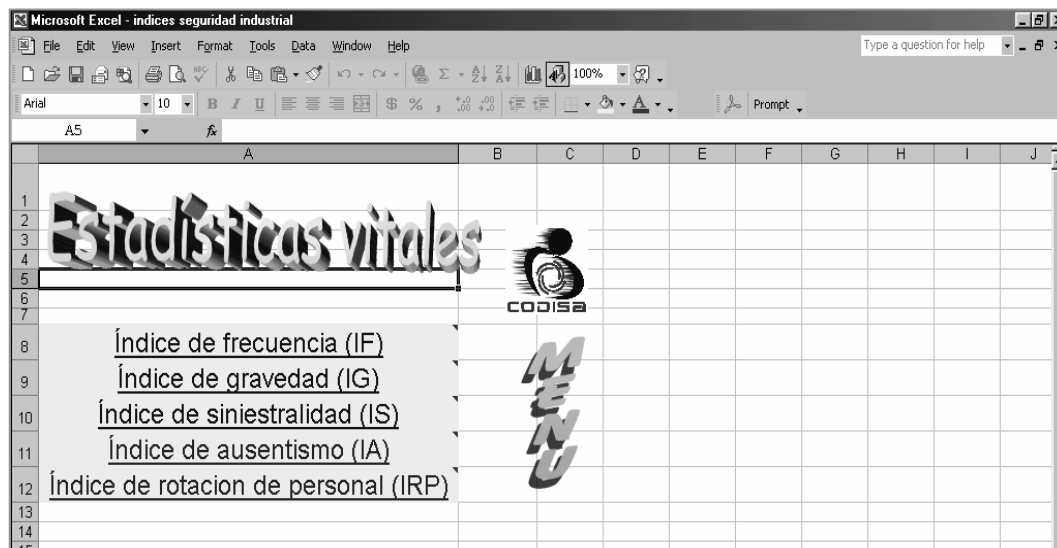 Microsoft Excel - indices seguridad industrial
File Edit View Insert Format Tools Data Window Help
Type a question for help
100%
Arial 10 B I U $ % , Prompt
A5 fx
A B C D E F G H I J
1
2
3
4
Estadísticas vitales
5
6
7
CODISA
8 Índice de frecuencia (IF)
9 Índice de gravedad (IG)
10 Índice de siniestralidad (IS)
11 Índice de ausentismo (IA)
12 Índice de rotacion de personal (IRP)
MENU
13
14
15